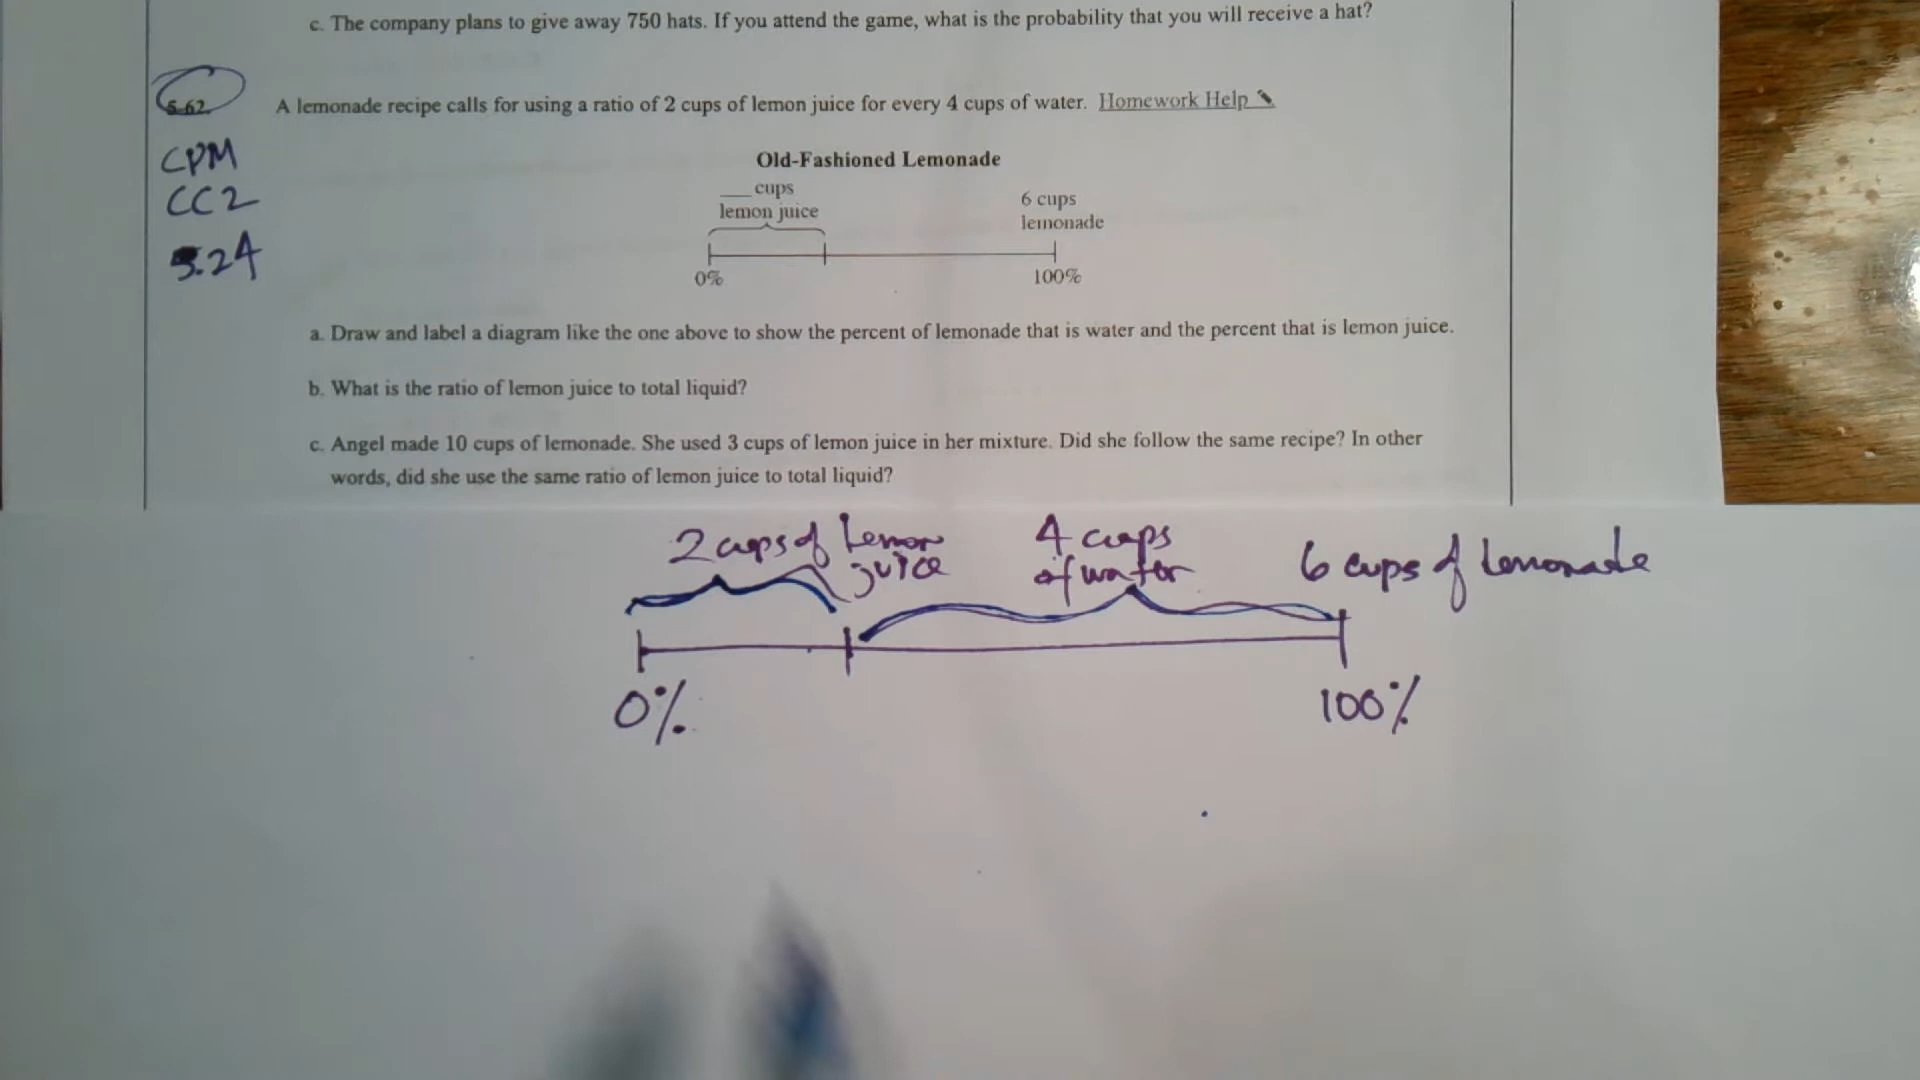 c. The company plans to give away 750 hats. If you attend the game, what is the probability that you will receive a hat?
5-62.
A lemonade recipe calls for using a ratio of 2 cups of lemon juice for every 4 cups of water. Homework Help ✎
CPM
CC2
5.24
Old-Fashioned Lemonade
___ cups
lemon juice
6 cups
lemonade
0%
100%
a. Draw and label a diagram like the one above to show the percent of lemonade that is water and the percent that is lemon juice.
b. What is the ratio of lemon juice to total liquid?
c. Angel made 10 cups of lemonade. She used 3 cups of lemon juice in her mixture. Did she follow the same recipe? In other
words, did she use the same ratio of lemon juice to total liquid?
2 cups of Lemon
juice
4 cups
of water
6 cups of lemonade
0%
100%